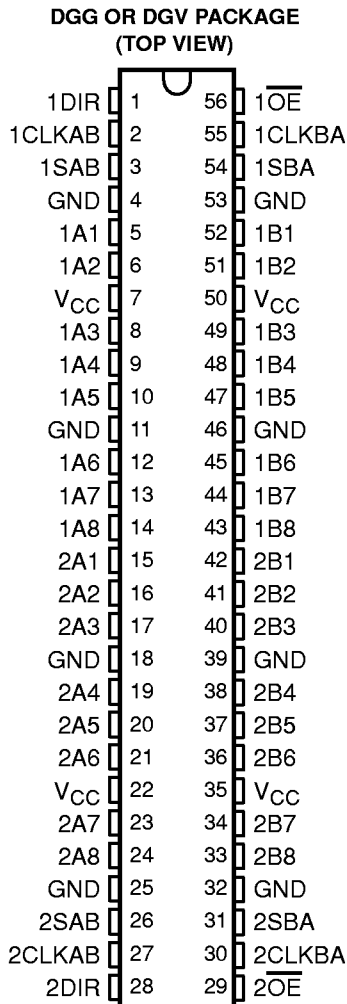 DGG OR DGV PACKAGE
(TOP VIEW)
1DIR 1 56 1O̅E̅
1CLKAB 2 55 1CLKBA
1SAB 3 54 1SBA
GND 4 53 GND
1A1 5 52 1B1
1A2 6 51 1B2
VCC 7 50 VCC
1A3 8 49 1B3
1A4 9 48 1B4
1A5 10 47 1B5
GND 11 46 GND
1A6 12 45 1B6
1A7 13 44 1B7
1A8 14 43 1B8
2A1 15 42 2B1
2A2 16 41 2B2
2A3 17 40 2B3
GND 18 39 GND
2A4 19 38 2B4
2A5 20 37 2B5
2A6 21 36 2B6
VCC 22 35 VCC
2A7 23 34 2B7
2A8 24 33 2B8
GND 25 32 GND
2SAB 26 31 2SBA
2CLKAB 27 30 2CLKBA
2DIR 28 29 2O̅E̅